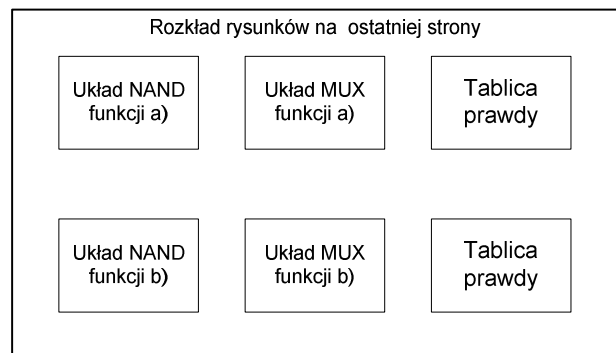 Rozkład rysunków na ostatniej strony
Układ NAND
funkcji a)
Układ MUX
funkcji a)
Tablica
prawdy
Układ NAND
funkcji b)
Układ MUX
funkcji b)
Tablica
prawdy